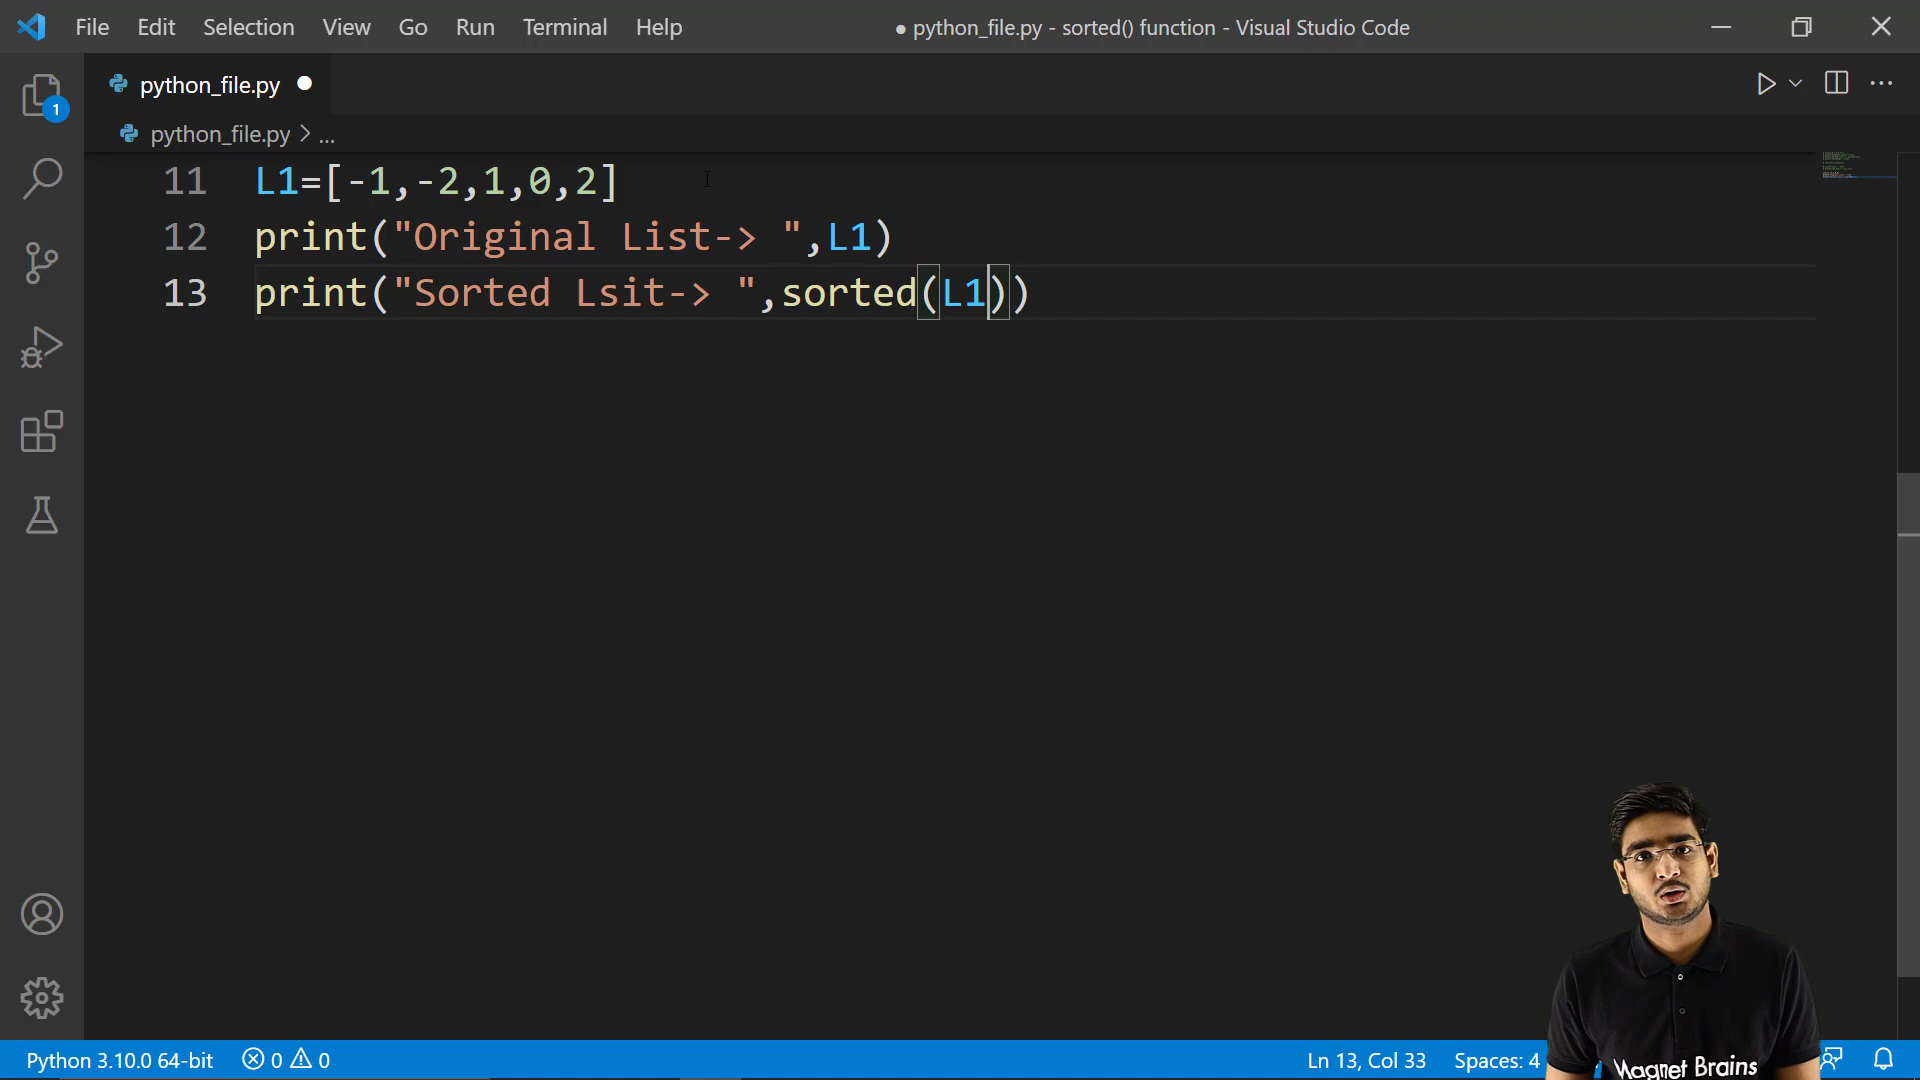 File Edit Selection View Go Run Terminal Help ● python_file.py - sorted() function - Visual Studio Code
python_file.py ●
1
python_file.py > ...
11 L1=[-1,-2,1,0,2]
12 print("Original List-> ",L1)
13 print("Sorted Lsit-> ",sorted(L1))
Python 3.10.0 64-bit 0 0 Ln 13, Col 33 Spaces: 4
Magnet Brains